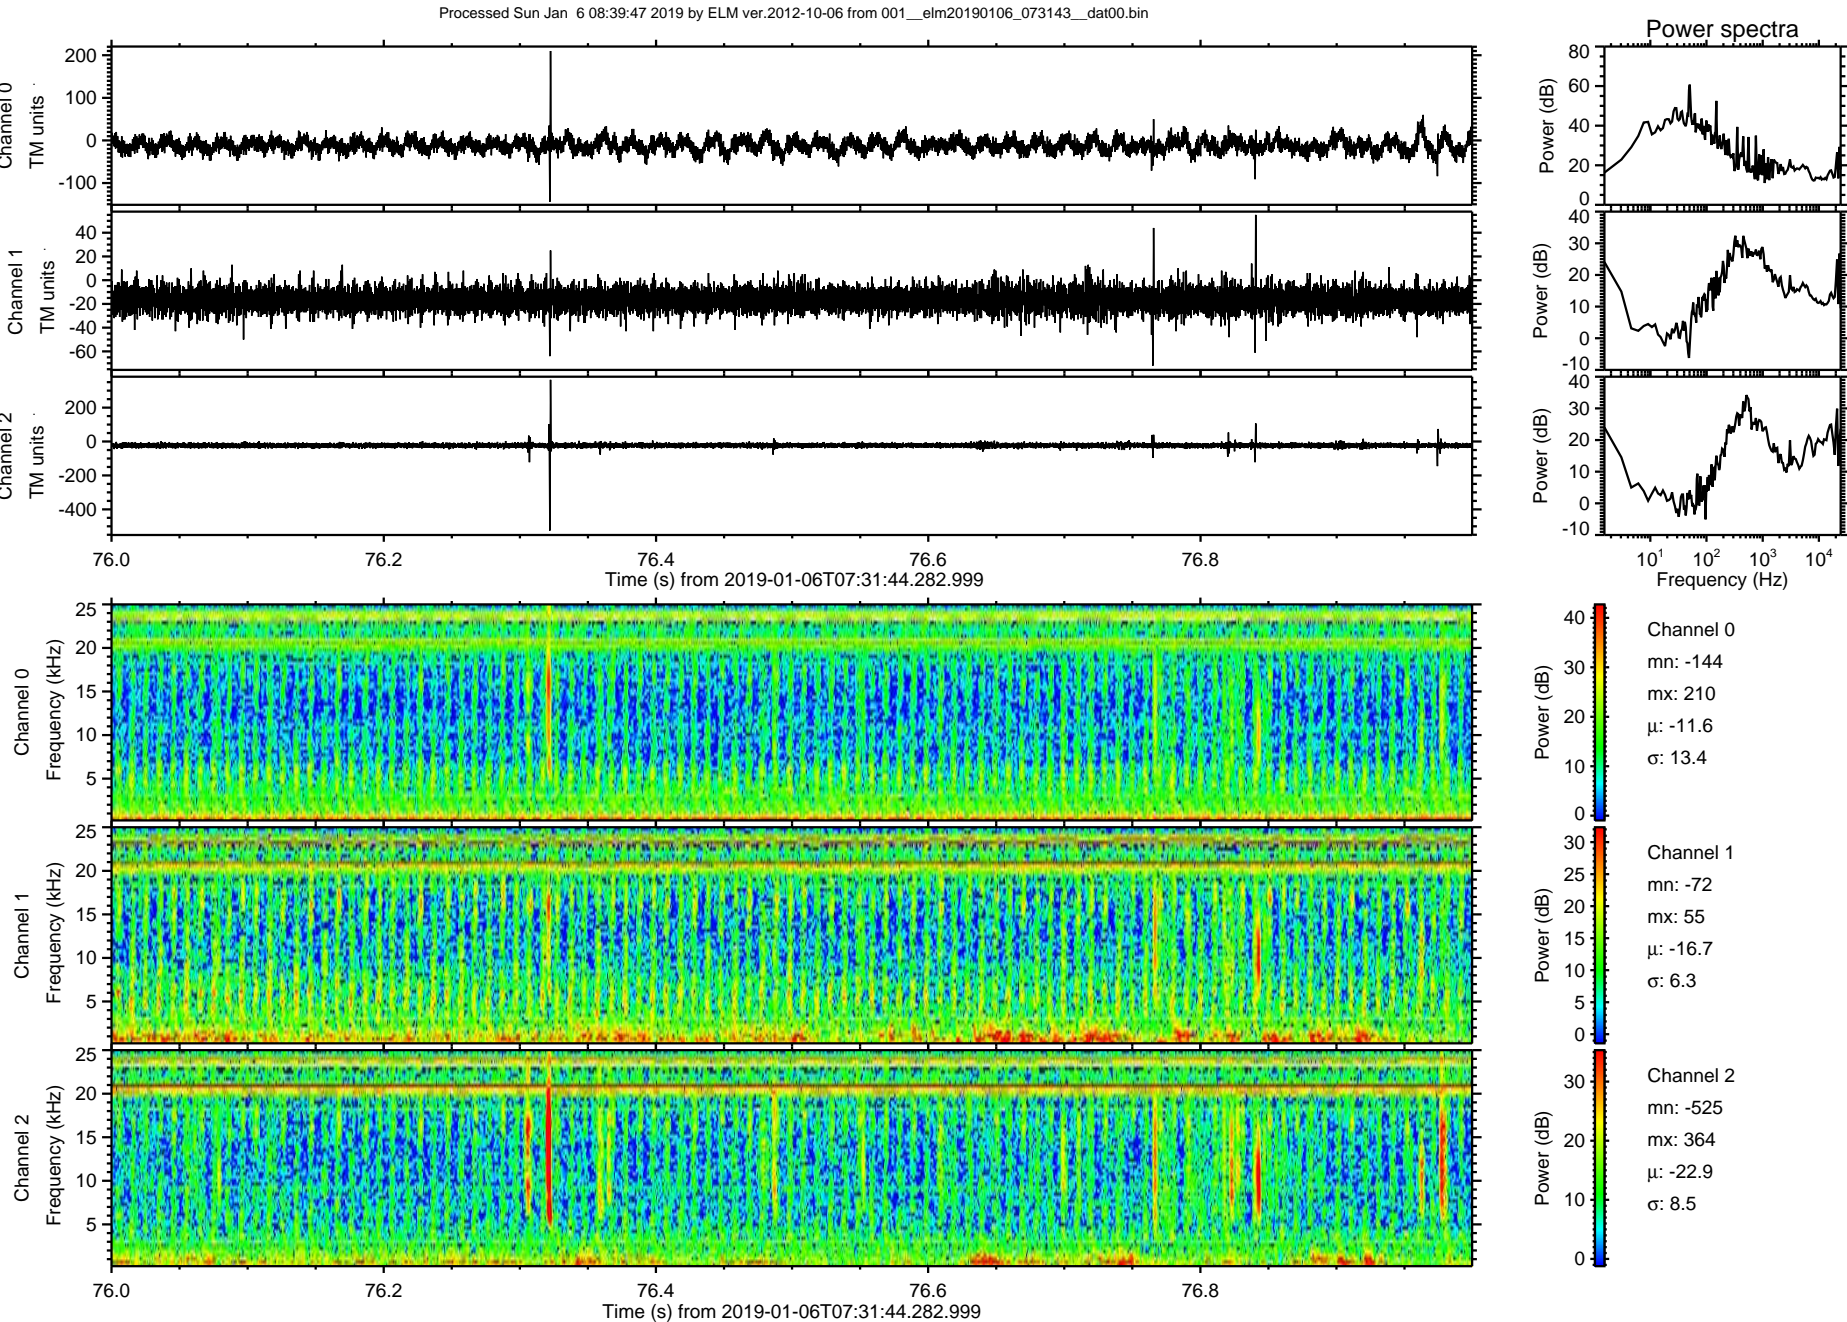 Processed Sun Jan  6 08:39:47 2019 by ELM ver.2012-10-06 from 001__elm20190106_073143__dat00.bin
Power spectra
Channel 0
TM units
200
100
0
-100
Power (dB)
80
60
40
20
0
Channel 1
TM units
40
20
0
-20
-40
-60
Power (dB)
40
30
20
10
0
-10
Channel 2
TM units
200
0
-200
-400
Power (dB)
40
30
20
10
0
-10
76.0 76.2 76.4 76.6 76.8
Time (s) from 2019-01-06T07:31:44.282.999
10¹ 10² 10³ 10⁴
Frequency (Hz)
Channel 0
Frequency (kHz)
25
20
15
10
5
Power (dB)
40
30
20
10
0
Channel 0
mn: -144
mx: 210
μ: -11.6
σ: 13.4
Channel 1
Frequency (kHz)
25
20
15
10
5
Power (dB)
30
25
20
15
10
5
0
Channel 1
mn: -72
mx: 55
μ: -16.7
σ: 6.3
Channel 2
Frequency (kHz)
25
20
15
10
5
Power (dB)
30
20
10
0
Channel 2
mn: -525
mx: 364
μ: -22.9
σ: 8.5
76.0 76.2 76.4 76.6 76.8
Time (s) from 2019-01-06T07:31:44.282.999